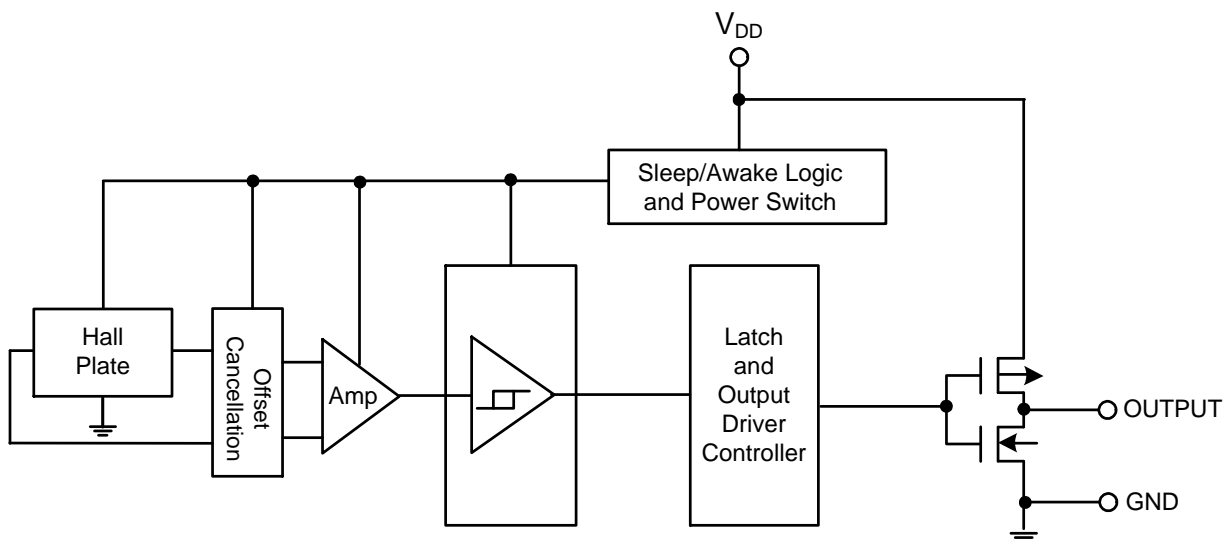 VDD
Sleep/Awake Logic
and Power Switch
Hall
Plate
Offset
Cancellation
Amp
Latch
and
Output
Driver
Controller
OUTPUT
GND